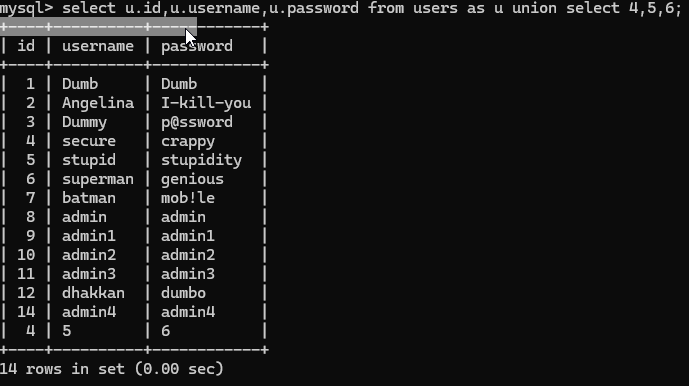 mysql> select u.id,u.username,u.password from users as u union select 4,5,6;
+----+----------+------------+
| id | username | password   |
+----+----------+------------+
|  1 | Dumb     | Dumb       |
|  2 | Angelina | I-kill-you |
|  3 | Dummy    | p@ssword   |
|  4 | secure   | crappy     |
|  5 | stupid   | stupidity  |
|  6 | superman | genious    |
|  7 | batman   | mob!le     |
|  8 | admin    | admin      |
|  9 | admin1   | admin1     |
| 10 | admin2   | admin2     |
| 11 | admin3   | admin3     |
| 12 | dhakkan  | dumbo      |
| 14 | admin4   | admin4     |
|  4 | 5        | 6          |
+----+----------+------------+
14 rows in set (0.00 sec)